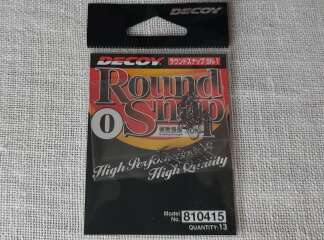 DECOY
DECOY
ラウンドスナップ SN-1
Round
Snap
0
High Performance
High Quality
Model No. 810415
QUANTITY:13